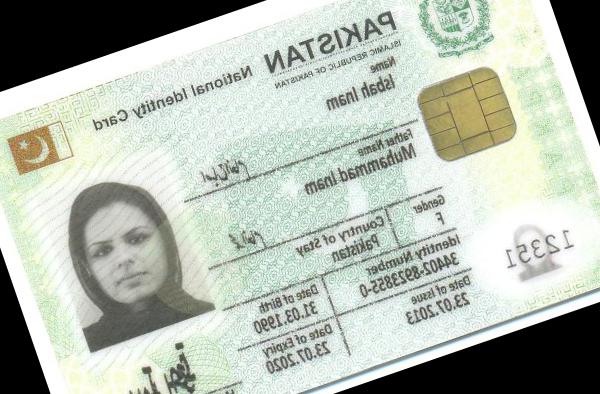 PAKISTAN National Identity Card
ISLAMIC REPUBLIC OF PAKISTAN
Name
Isbah Inam
Father Name
Muhammad Inam
Gender
F
Country of Stay
Pakistan
Identity Number
34402-8932855-0
Date of Birth
31.03.1990
Date of Issue
23.07.2013
Date of Expiry
23.07.2020
12351